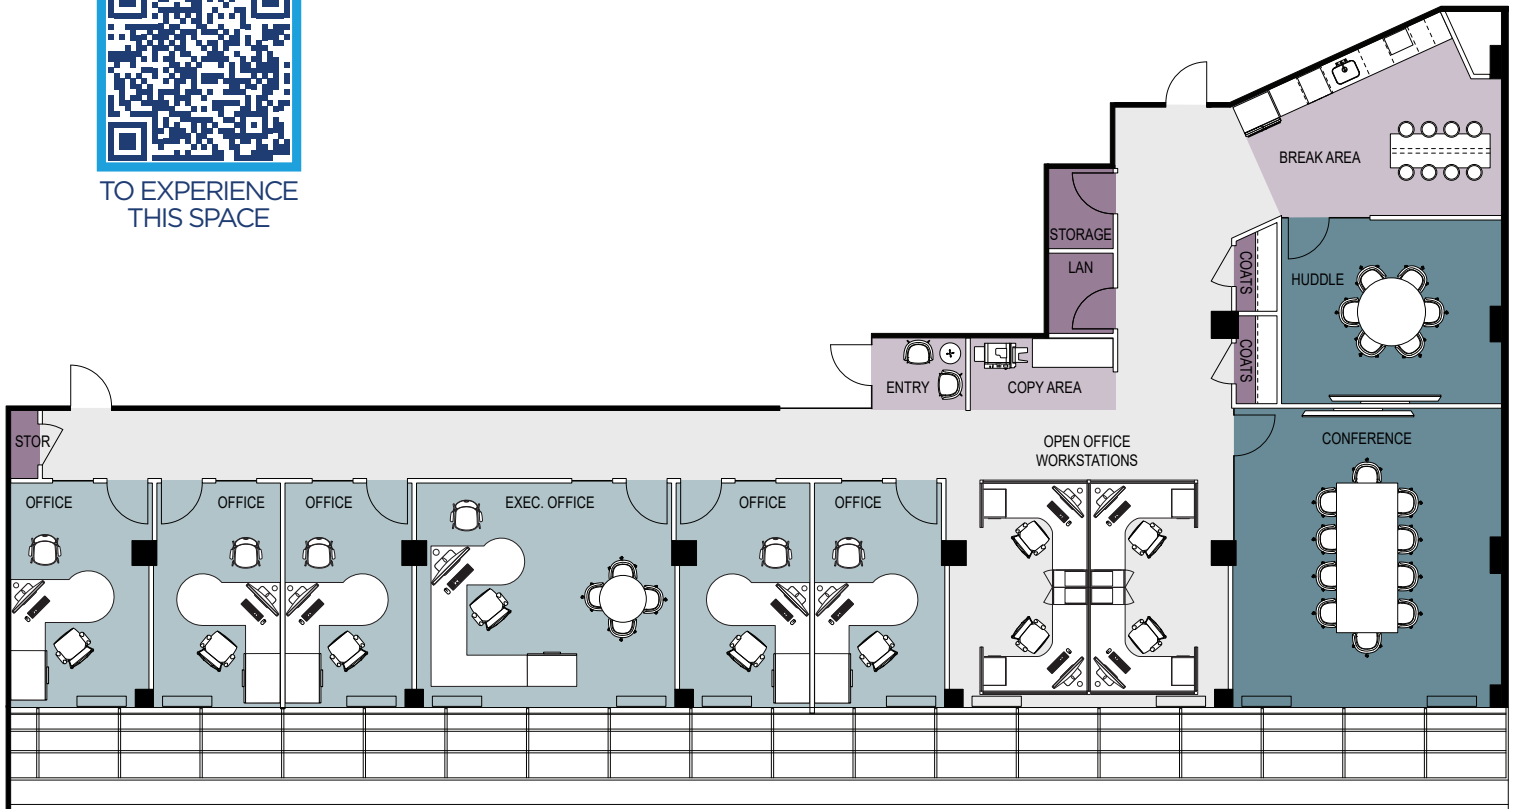 TO EXPERIENCE
THIS SPACE
BREAK AREA
STORAGE
LAN
COATS
HUDDLE
COATS
ENTRY
COPY AREA
STOR
OPEN OFFICE
WORKSTATIONS
CONFERENCE
OFFICE
OFFICE
OFFICE
EXEC. OFFICE
OFFICE
OFFICE